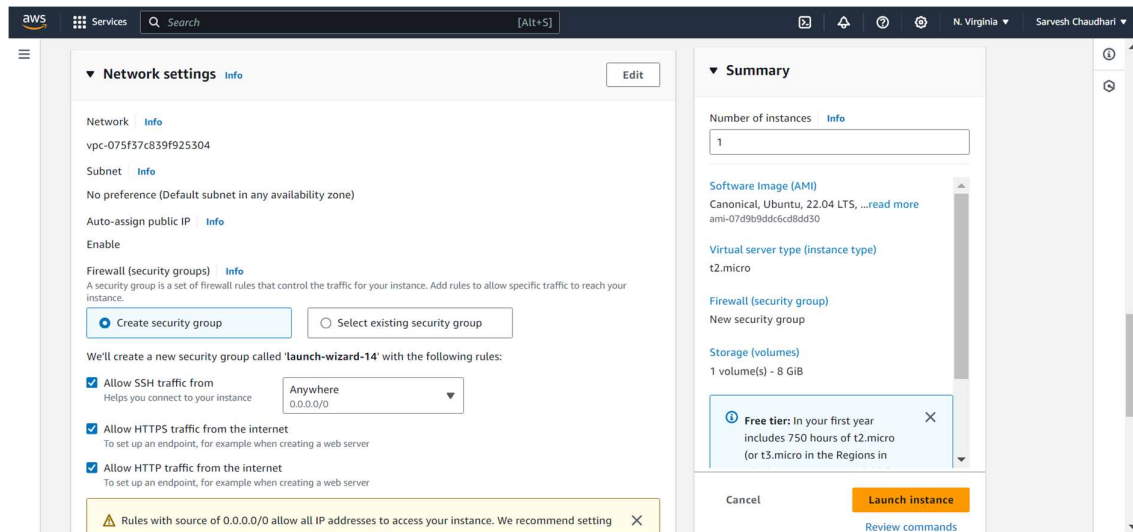 aws
Services
Search
[Alt+S]
N. Virginia
Sarvesh Chaudhari
Network settings Info
Edit
Network Info
vpc-075f37c839f925304
Subnet Info
No preference (Default subnet in any availability zone)
Auto-assign public IP Info
Enable
Firewall (security groups) Info
A security group is a set of firewall rules that control the traffic for your instance. Add rules to allow specific traffic to reach your
instance.
Create security group
Select existing security group
We'll create a new security group called 'launch-wizard-14' with the following rules:
Allow SSH traffic from
Helps you connect to your instance
Anywhere
0.0.0.0/0
Allow HTTPS traffic from the internet
To set up an endpoint, for example when creating a web server
Allow HTTP traffic from the internet
To set up an endpoint, for example when creating a web server
Rules with source of 0.0.0.0/0 allow all IP addresses to access your instance. We recommend setting
Summary
Number of instances Info
1
Software Image (AMI)
Canonical, Ubuntu, 22.04 LTS, ...read more
ami-07d9b9ddc6cd8dd30
Virtual server type (instance type)
t2.micro
Firewall (security group)
New security group
Storage (volumes)
1 volume(s) - 8 GiB
Free tier: In your first year
includes 750 hours of t2.micro
(or t3.micro in the Regions in
Cancel
Launch instance
Review commands